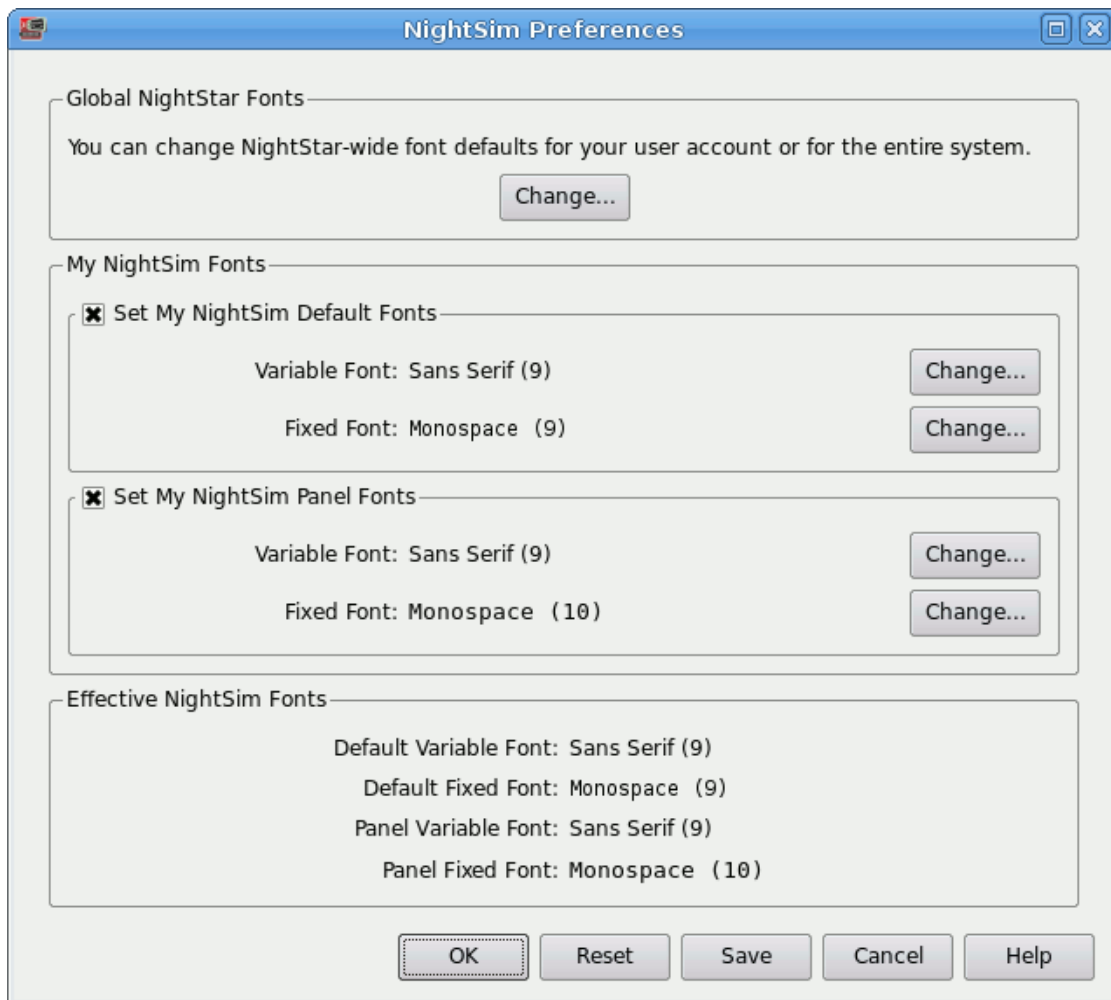 NightSim Preferences
Global NightStar Fonts
You can change NightStar-wide font defaults for your user account or for the entire system.
Change...
My NightSim Fonts
Set My NightSim Default Fonts
Variable Font: Sans Serif (9) Change...
Fixed Font: Monospace (9) Change...
Set My NightSim Panel Fonts
Variable Font: Sans Serif (9) Change...
Fixed Font: Monospace (10) Change...
Effective NightSim Fonts
Default Variable Font: Sans Serif (9)
Default Fixed Font: Monospace (9)
Panel Variable Font: Sans Serif (9)
Panel Fixed Font: Monospace (10)
OK Reset Save Cancel Help